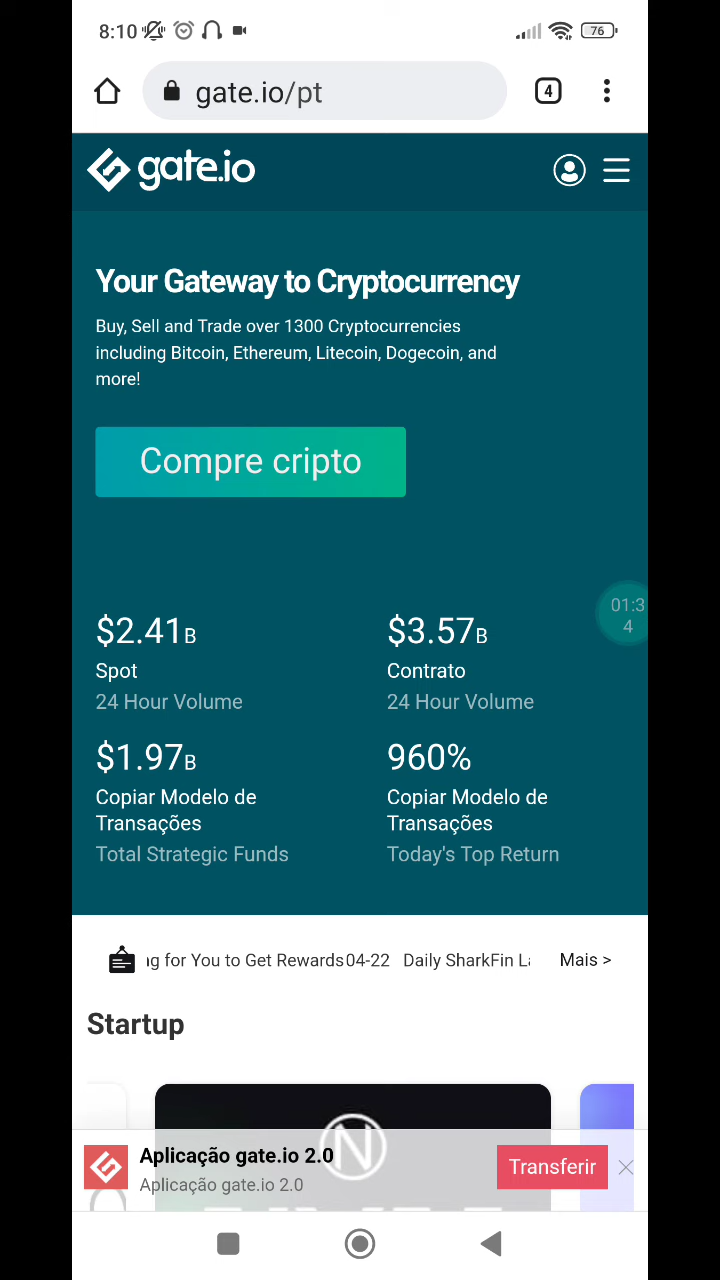 8:10
76
gate.io/pt
4
gate.io
Your Gateway to Cryptocurrency
Buy, Sell and Trade over 1300 Cryptocurrencies
including Bitcoin, Ethereum, Litecoin, Dogecoin, and
more!
Compre cripto
01:3
4
$2.41B
$3.57B
Spot
Contrato
24 Hour Volume
24 Hour Volume
$1.97B
960%
Copiar Modelo de
Transações
Copiar Modelo de
Transações
Total Strategic Funds
Today's Top Return
for You to Get Rewards 04-22 Daily SharkFin
Mais >
Startup
N
Aplicação gate.io 2.0
Aplicação gate.io 2.0
Transferir